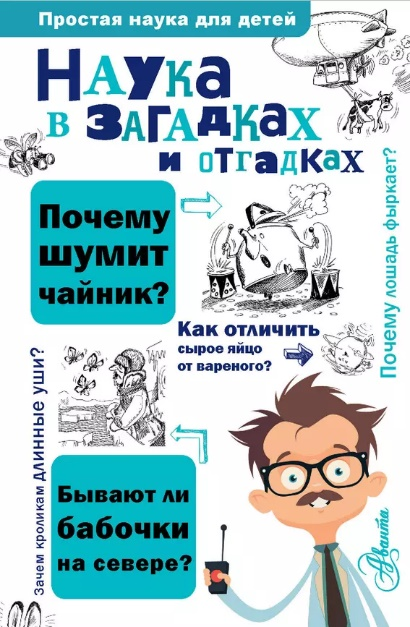 Простая наука для детей
Наука
в загадках
и отгадках
Почему
шумит
чайник?
Почему лошадь фыркает?
Как отличить
сырое яйцо
от вареного?
Зачем кроликам длинные уши?
Бывают ли
бабочки
на севере?
Аванта